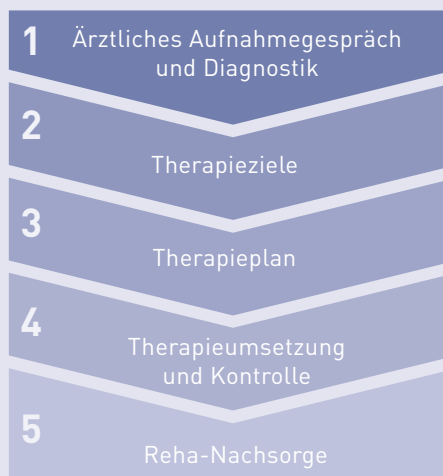 1 Ärztliches Aufnahmegespräch
und Diagnostik
2
Therapieziele
3
Therapieplan
4
Therapieumsetzung
und Kontrolle
5
Reha-Nachsorge